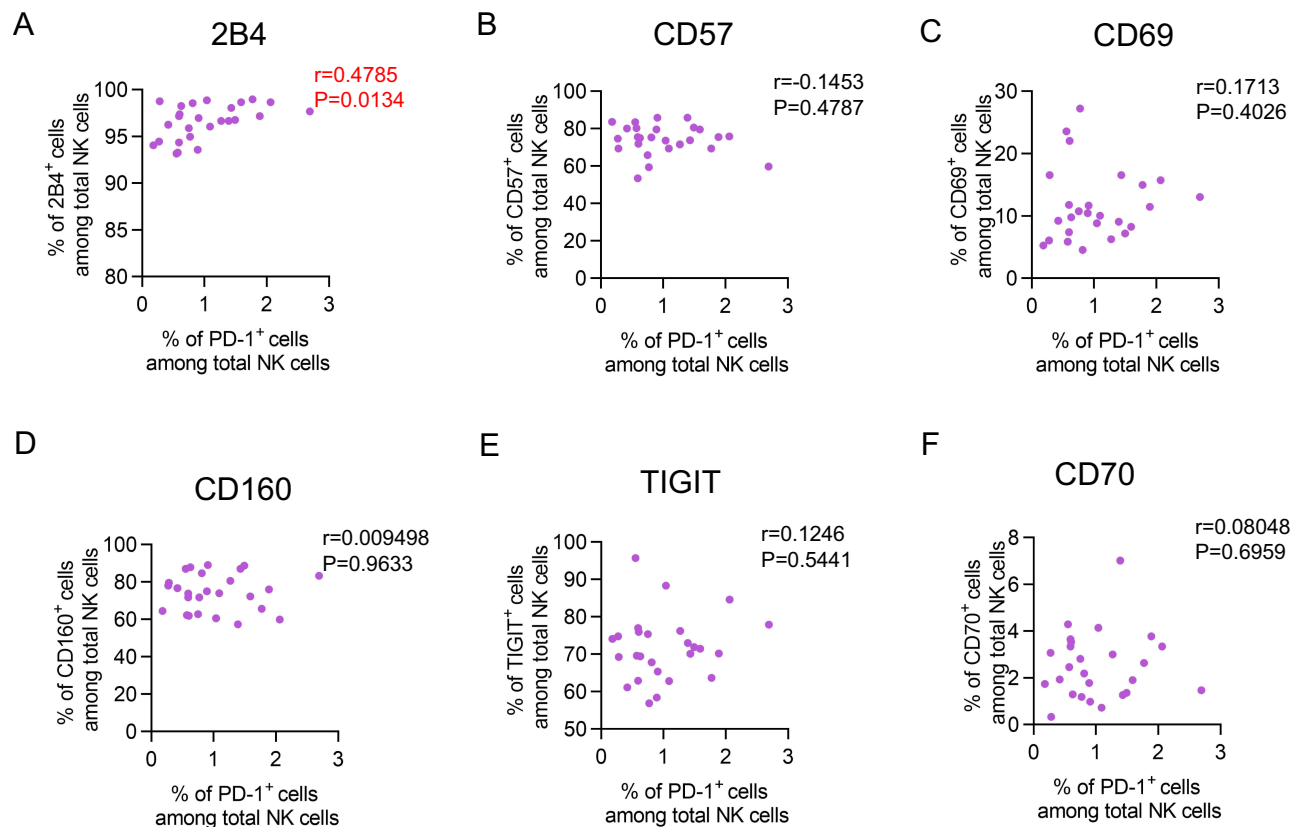 A
2B4
r=0.4785
P=0.0134
% of 2B4+ cells
among total NK cells
100
95
90
85
80
0
1
2
3
% of PD-1+ cells
among total NK cells
B
CD57
r=-0.1453
P=0.4787
% of CD57+ cells
among total NK cells
100
80
60
40
20
0
0
1
2
3
% of PD-1+ cells
among total NK cells
C
CD69
r=0.1713
P=0.4026
% of CD69+ cells
among total NK cells
30
20
10
0
0
1
2
3
% of PD-1+ cells
among total NK cells
D
CD160
r=0.009498
P=0.9633
% of CD160+ cells
among total NK cells
100
80
60
40
20
0
0
1
2
3
% of PD-1+ cells
among total NK cells
E
TIGIT
r=0.1246
P=0.5441
% of TIGIT+ cells
among total NK cells
100
90
80
70
60
50
0
1
2
3
% of PD-1+ cells
among total NK cells
F
CD70
r=0.08048
P=0.6959
% of CD70+ cells
among total NK cells
8
6
4
2
0
0
1
2
3
% of PD-1+ cells
among total NK cells